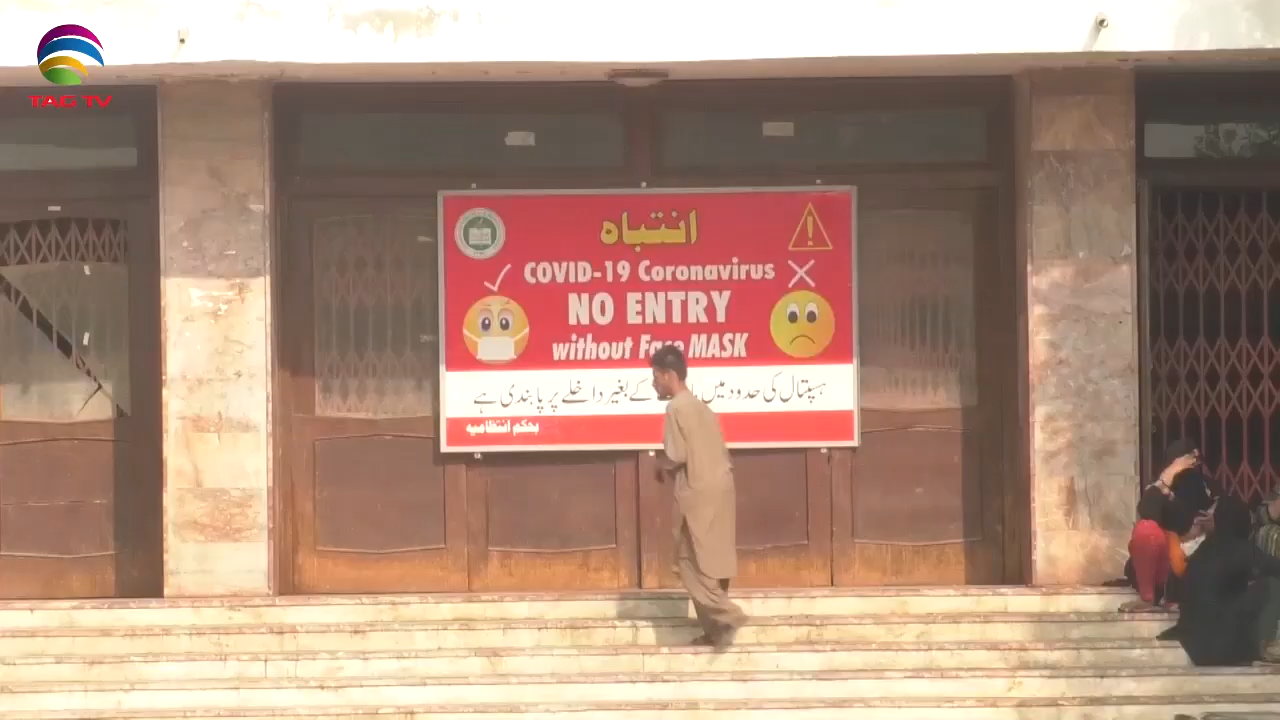 TAG TV
انتباہ
COVID-19 Coronavirus
NO ENTRY
without Face MASK
ہسپتال کی حدود میں کے بغیر داخلے پر پابندی ہے
بحکم انتظامیہ